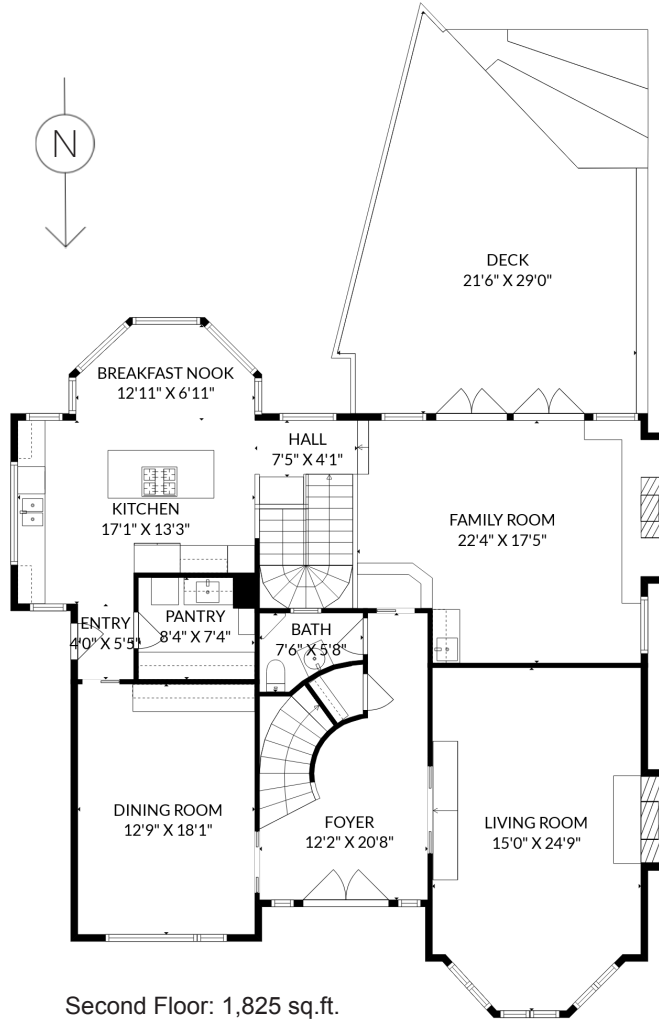 N
DECK
21'6" X 29'0"
BREAKFAST NOOK
12'11" X 6'11"
HALL
7'5" X 4'1"
KITCHEN
17'1" X 13'3"
FAMILY ROOM
22'4" X 17'5"
ENTRY
4'0" X 5'5"
PANTRY
8'4" X 7'4"
BATH
7'6" X 5'8"
DINING ROOM
12'9" X 18'1"
FOYER
12'2" X 20'8"
LIVING ROOM
15'0" X 24'9"
Second Floor: 1,825 sq.ft.